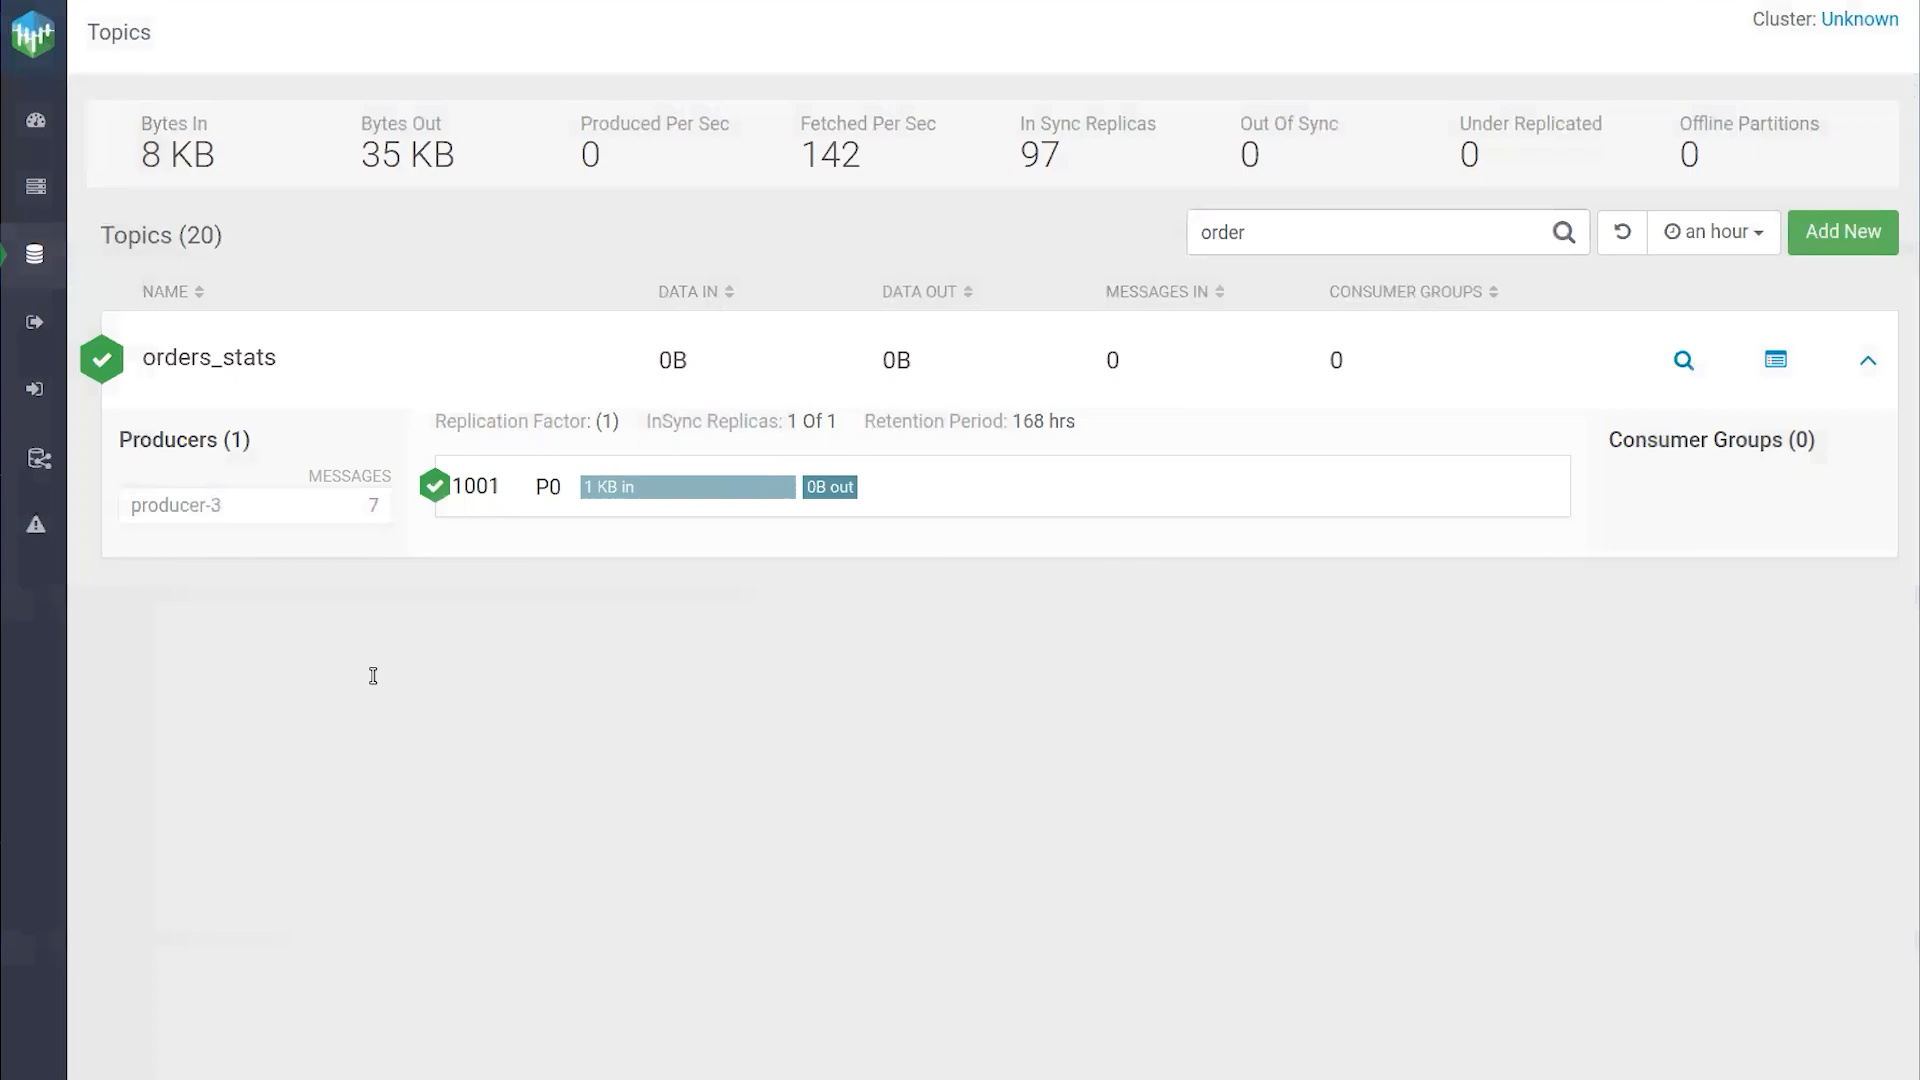 Topics
Cluster: Unknown
Bytes In
8 KB
Bytes Out
35 KB
Produced Per Sec
0
Fetched Per Sec
142
In Sync Replicas
97
Out Of Sync
0
Under Replicated
0
Offline Partitions
0
Topics (20)
order
an hour
Add New
NAME DATA IN DATA OUT MESSAGES IN CONSUMER GROUPS
orders_stats 0B 0B 0 0
Producers (1)
MESSAGES
producer-3 7
Replication Factor: (1) InSync Replicas: 1 Of 1 Retention Period: 168 hrs
1001 P0 1 KB in 0B out
Consumer Groups (0)